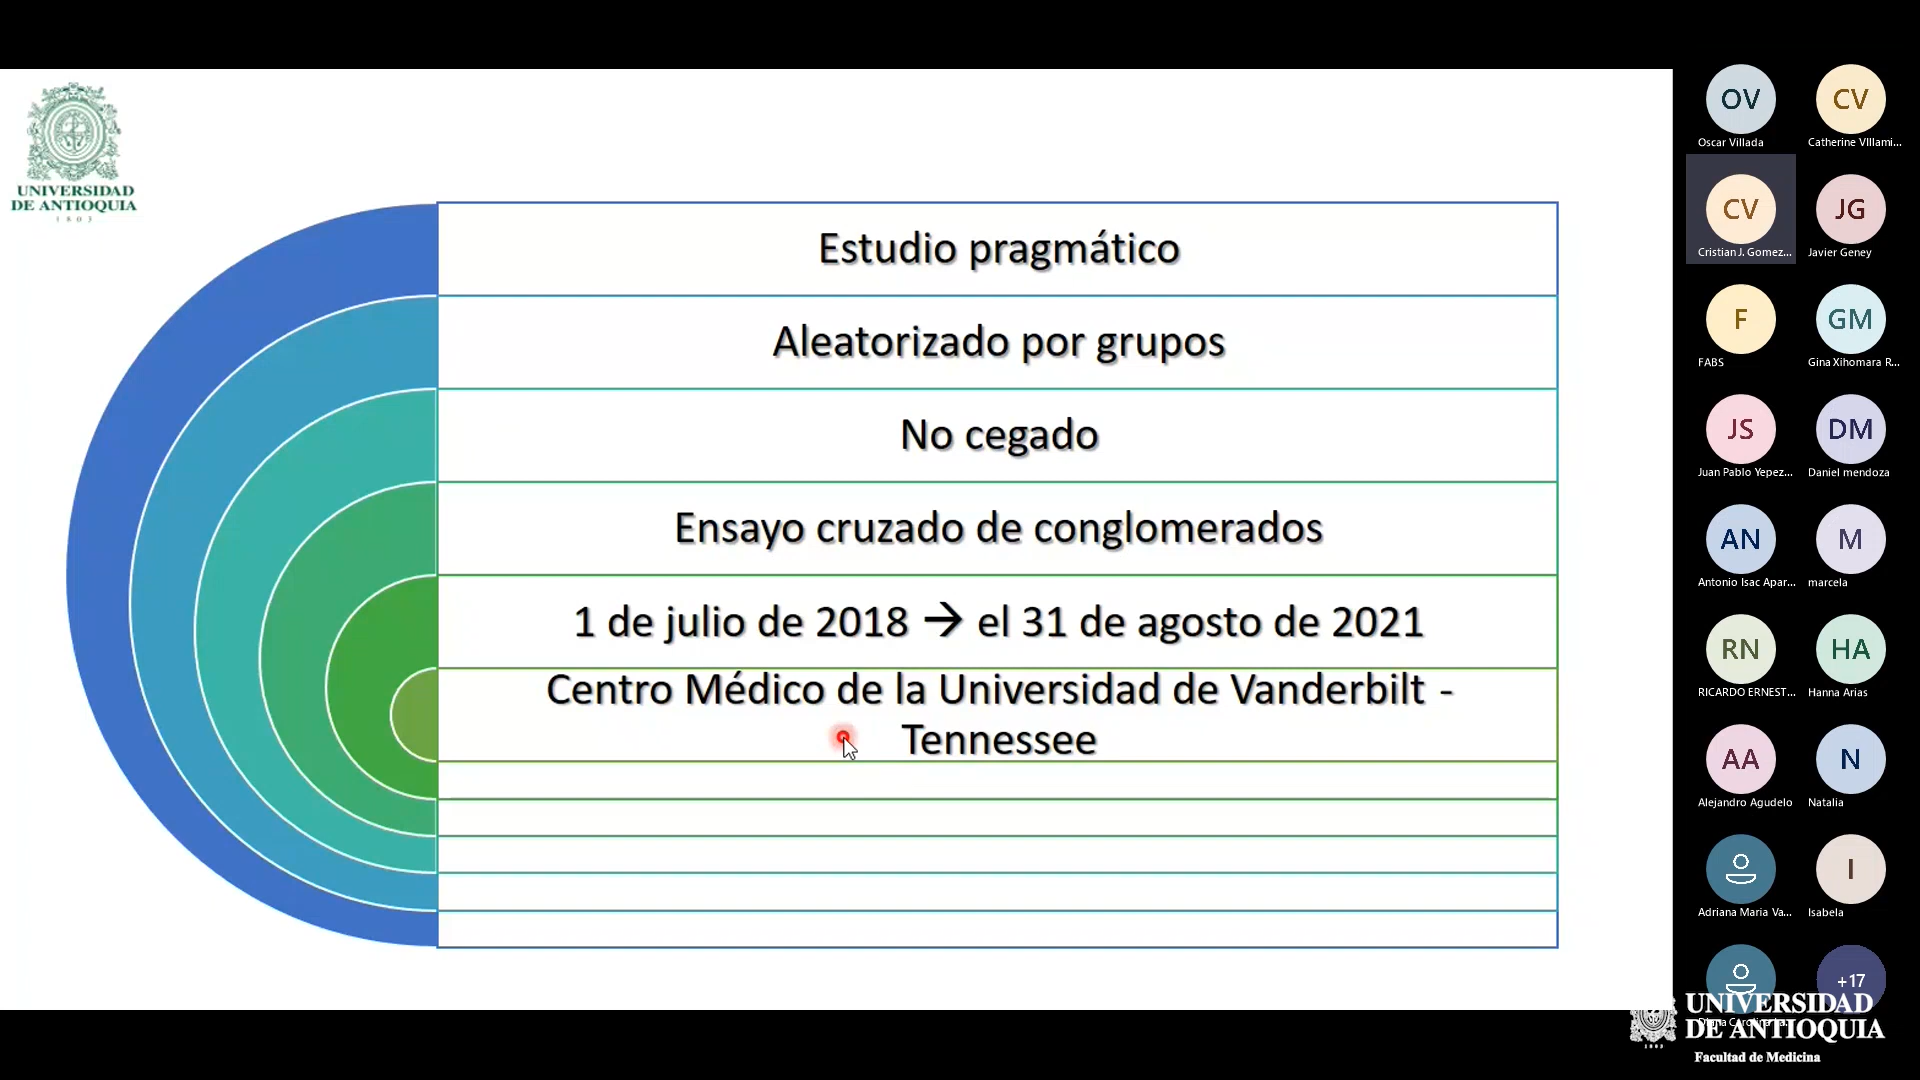 UNIVERSIDAD
DE ANTIOQUIA
1803
Estudio pragmático
Aleatorizado por grupos
No cegado
Ensayo cruzado de conglomerados
1 de julio de 2018 → el 31 de agosto de 2021
Centro Médico de la Universidad de Vanderbilt -
Tennessee
OV
Oscar Villada
CV
Catherine VIllami...
CV
Cristian J. Gomez...
JG
Javier Geney
F
FABS
GM
Gina Xihomara R...
JS
Juan Pablo Yepez...
DM
Daniel mendoza
AN
Antonio Isac Apar...
M
marcela
RN
RICARDO ERNEST...
HA
Hanna Arias
AA
Alejandro Agudelo
N
Natalia
Adriana Maria Va...
I
Isabela
+17
UNIVERSIDAD
DE ANTIOQUIA
1803
Facultad de Medicina